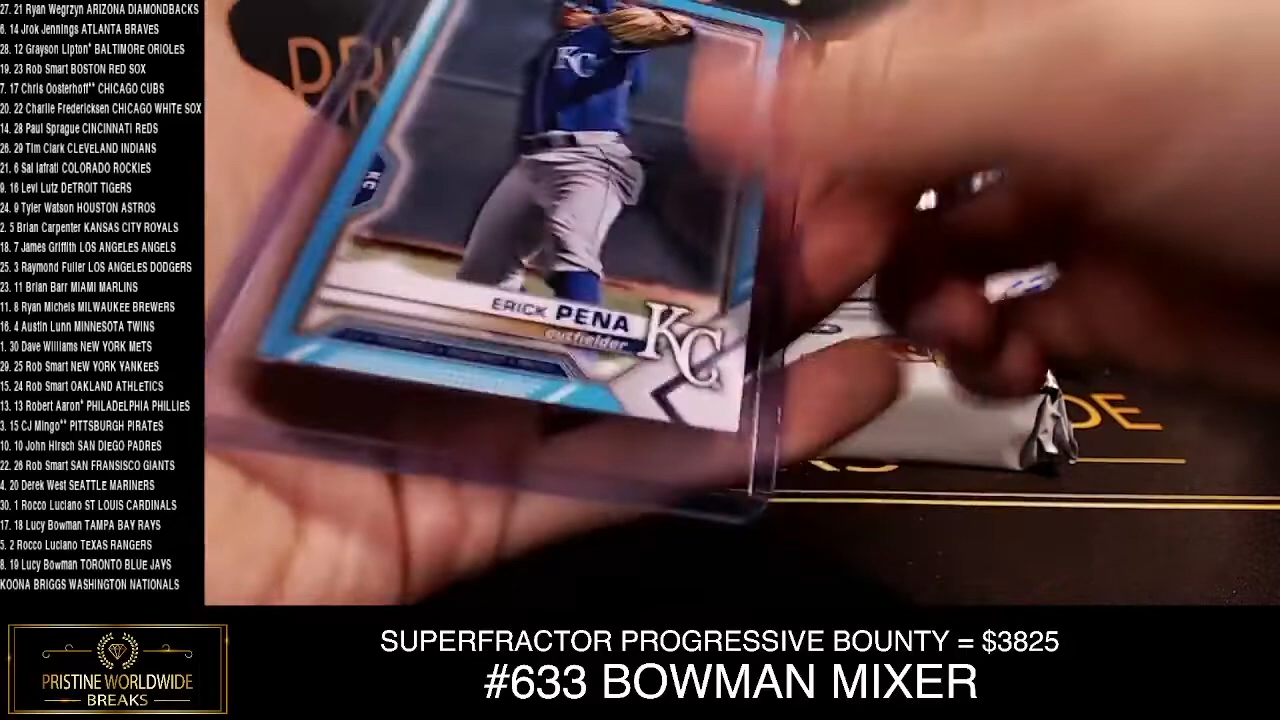 27. 21 Ryan Wegrzyn ARIZONA DIAMONDBACKS
6. 14 Jrok Jennings ATLANTA BRAVES
28. 12 Grayson Lipton* BALTIMORE ORIOLES
19. 23 Rob Smart BOSTON RED SOX
7. 17 Chris Oosterhoff** CHICAGO CUBS
20. 22 Charlie Fredericksen CHICAGO WHITE SOX
14. 28 Paul Sprague CINCINNATI REDS
26. 29 Tim Clark CLEVELAND INDIANS
21. 6 Sal Iafrati COLORADO ROCKIES
9. 16 Levi Lutz DETROIT TIGERS
24. 9 Tyler Watson HOUSTON ASTROS
2. 5 Brian Carpenter KANSAS CITY ROYALS
18. 7 James Griffith LOS ANGELES ANGELS
25. 3 Raymond Fuller LOS ANGELES DODGERS
23. 11 Brian Barr MIAMI MARLINS
11. 8 Ryan Michels MILWAUKEE BREWERS
16. 4 Austin Lunn MINNESOTA TWINS
1. 30 Dave Williams NEW YORK METS
29. 25 Rob Smart NEW YORK YANKEES
15. 24 Rob Smart OAKLAND ATHLETICS
13. 13 Robert Aaron* PHILADELPHIA PHILLIES
3. 15 CJ Mingo** PITTSBURGH PIRATES
10. 10 John Hirsch SAN DIEGO PADRES
22. 26 Rob Smart SAN FRANSISCO GIANTS
4. 20 Derek West SEATTLE MARINERS
30. 1 Rocco Luciano ST LOUIS CARDINALS
17. 18 Lucy Bowman TAMPA BAY RAYS
5. 2 Rocco Luciano TEXAS RANGERS
8. 19 Lucy Bowman TORONTO BLUE JAYS
KOONA BRIGGS WASHINGTON NATIONALS
KC
KC
ERICK PENA
outfielder
KC
SUPERFRACTOR PROGRESSIVE BOUNTY = $3825
#633 BOWMAN MIXER
PRISTINE WORLDWIDE
BREAKS